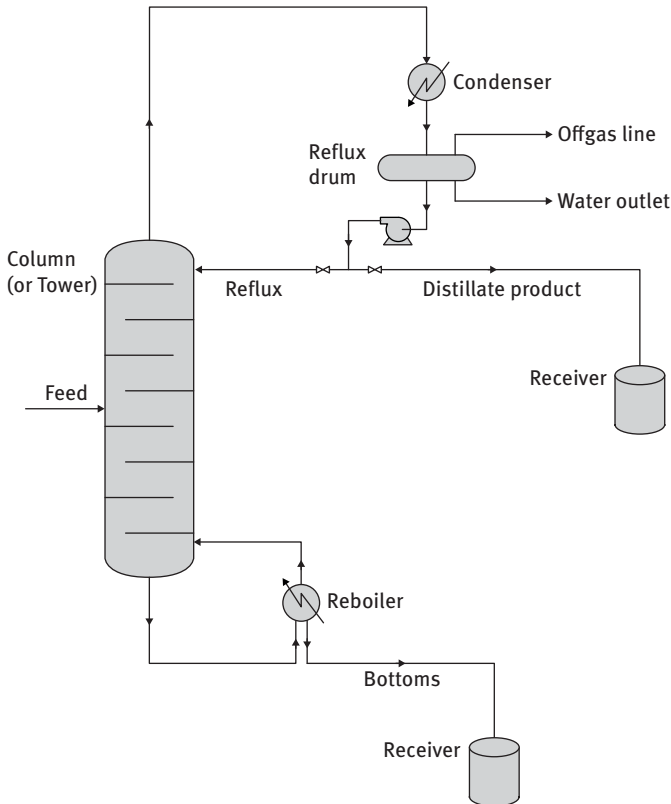 Condenser
Offgas line
Reflux
drum
Water outlet
Column
(or Tower)
Reflux
Distillate product
Receiver
Feed
Reboiler
Bottoms
Receiver